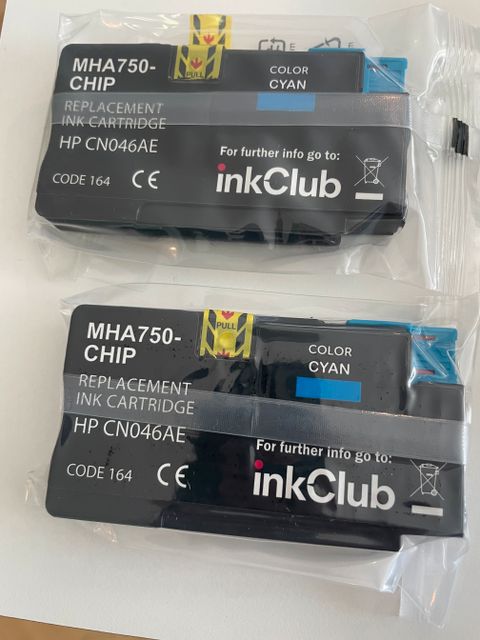 PULL
MHA750-
CHIP
COLOR
CYAN
REPLACEMENT
INK CARTRIDGE
HP CN046AE
For further info go to:
inkClub
CODE 164 CE
PULL
MHA750-
CHIP
COLOR
CYAN
REPLACEMENT
INK CARTRIDGE
HP CN046AE
For further info go to:
inkClub
CODE 164 CE